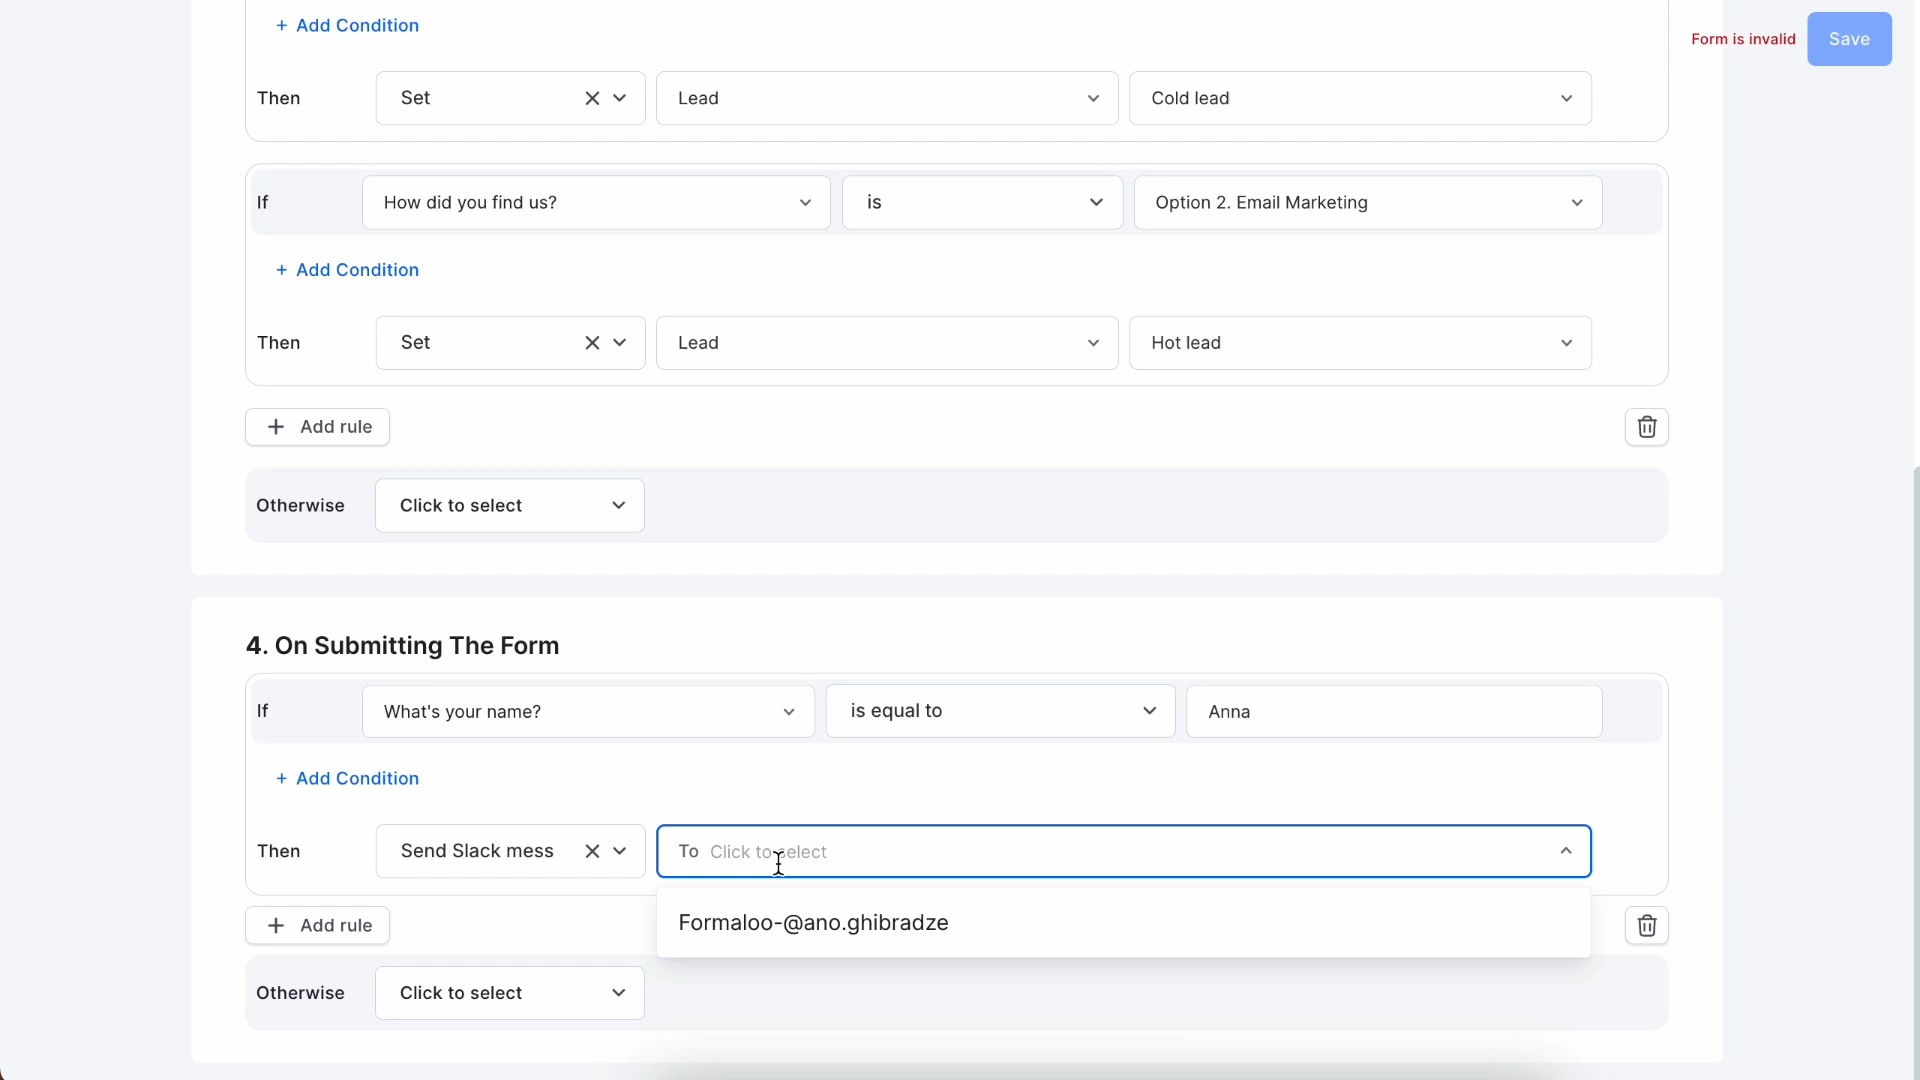 + Add Condition
Form is invalid
Save
Then
Set
Lead
Cold lead
If
How did you find us?
is
Option 2. Email Marketing
+ Add Condition
Then
Set
Lead
Hot lead
+ Add rule
Otherwise
Click to select
4. On Submitting The Form
If
What's your name?
is equal to
Anna
+ Add Condition
Then
Send Slack mess
To Click to select
Formaloo-@ano.ghibradze
+ Add rule
Otherwise
Click to select